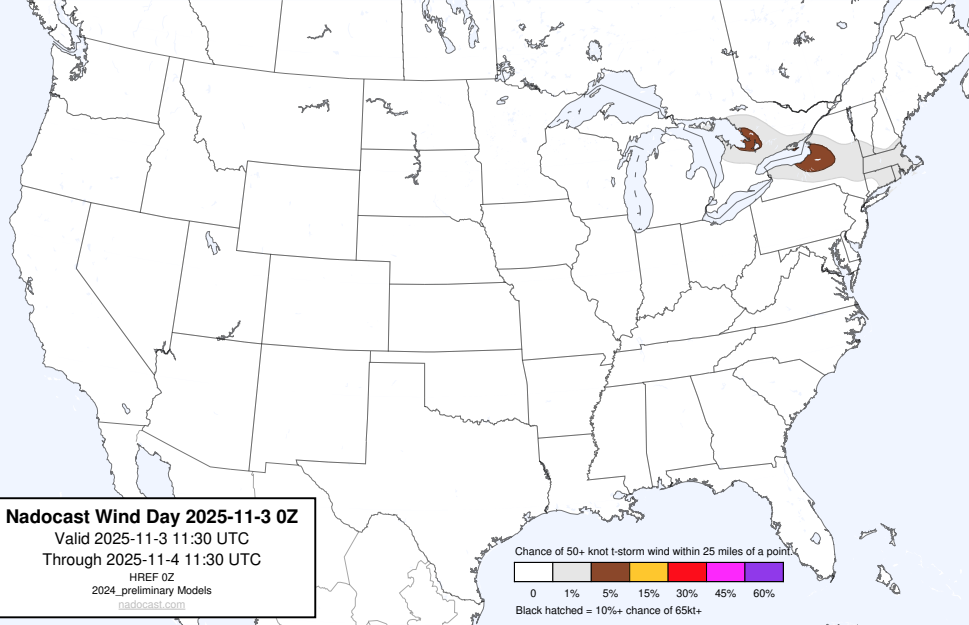 Nadocast Wind Day 2025-11-3 0Z
Valid 2025-11-3 11:30 UTC
Through 2025-11-4 11:30 UTC
HREF 0Z
2024_preliminary Models
nadocast.com
Chance of 50+ knot t-storm wind within 25 miles of a point.
0 1% 5% 15% 30% 45% 60%
Black hatched = 10%+ chance of 65kt+